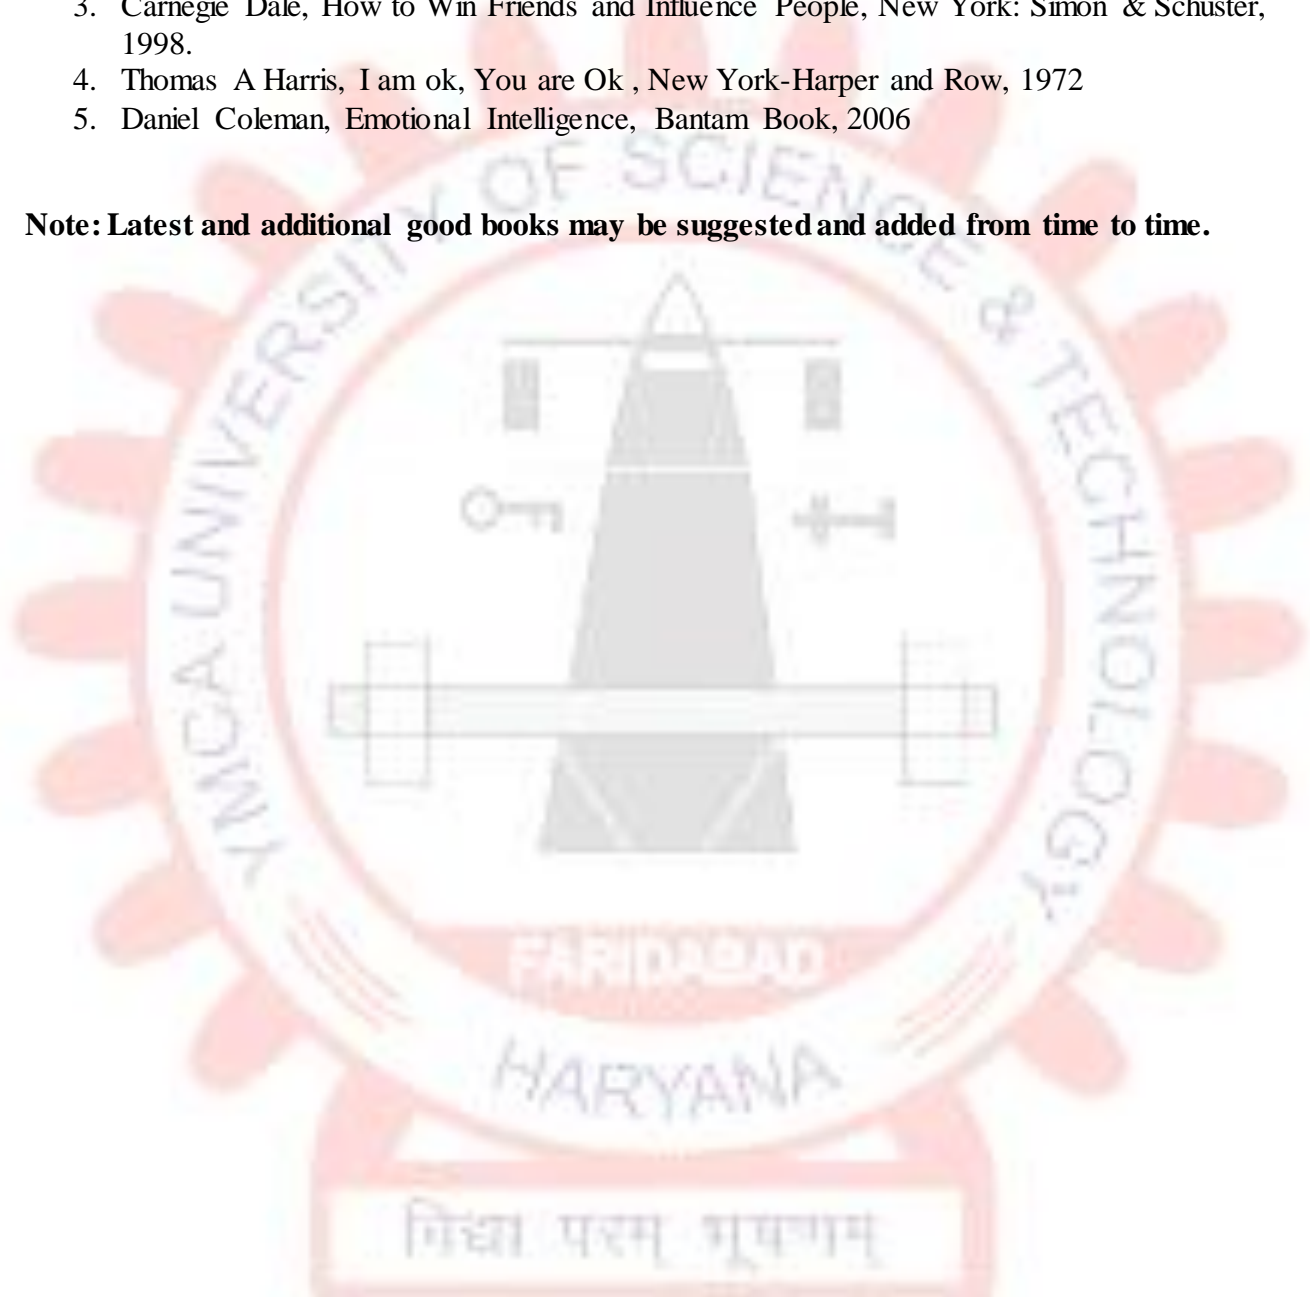 3. Carnegie Dale, How to Win Friends and Influence People, New York: Simon & Schuster,
1998.
4. Thomas A Harris, I am ok, You are Ok , New York-Harper and Row, 1972
5. Daniel Coleman, Emotional Intelligence, Bantam Book, 2006
Note: Latest and additional good books may be suggested and added from time to time.
YMCA UNIVERSITY OF SCIENCE & TECHNOLOGY
FARIDABAD
HARYANA
विद्या परम् भूषणम्